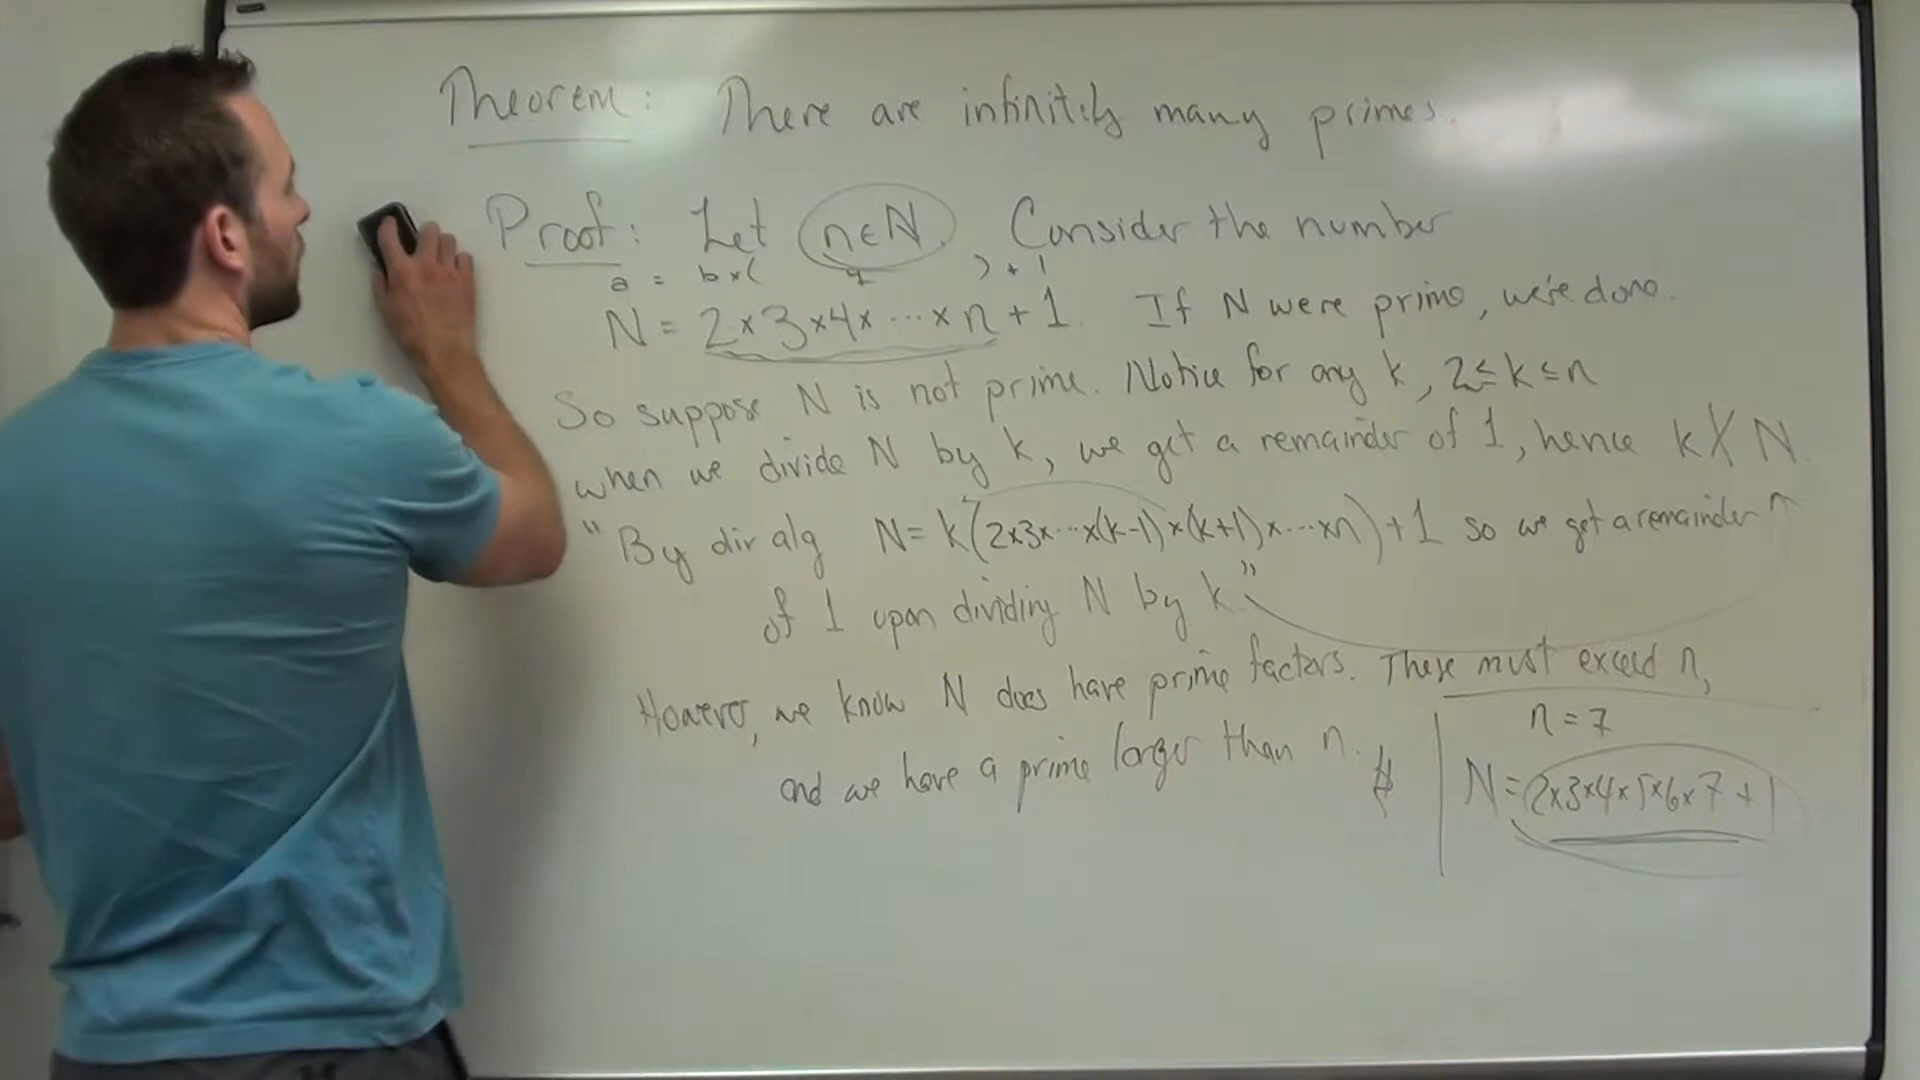 Theorem: There are infinitely many primes.
Proof: Let n∈ℕ. Consider the number
a = b×( q ) + 1
N = 2×3×4×⋯×n+1. If N were prime, we're done.
So suppose N is not prime. Notice for any k, 2≤k≤n
when we divide N by k, we get a remainder of 1, hence k∤N.
"By div alg N=k(2×3×⋯×(k-1)×(k+1)×⋯×n)+1 so we get a remainder
of 1 upon dividing N by k."
However, we know N does have prime factors. These must exceed n,
and we have a prime larger than n. #
n=7
N=2×3×4×5×6×7+1